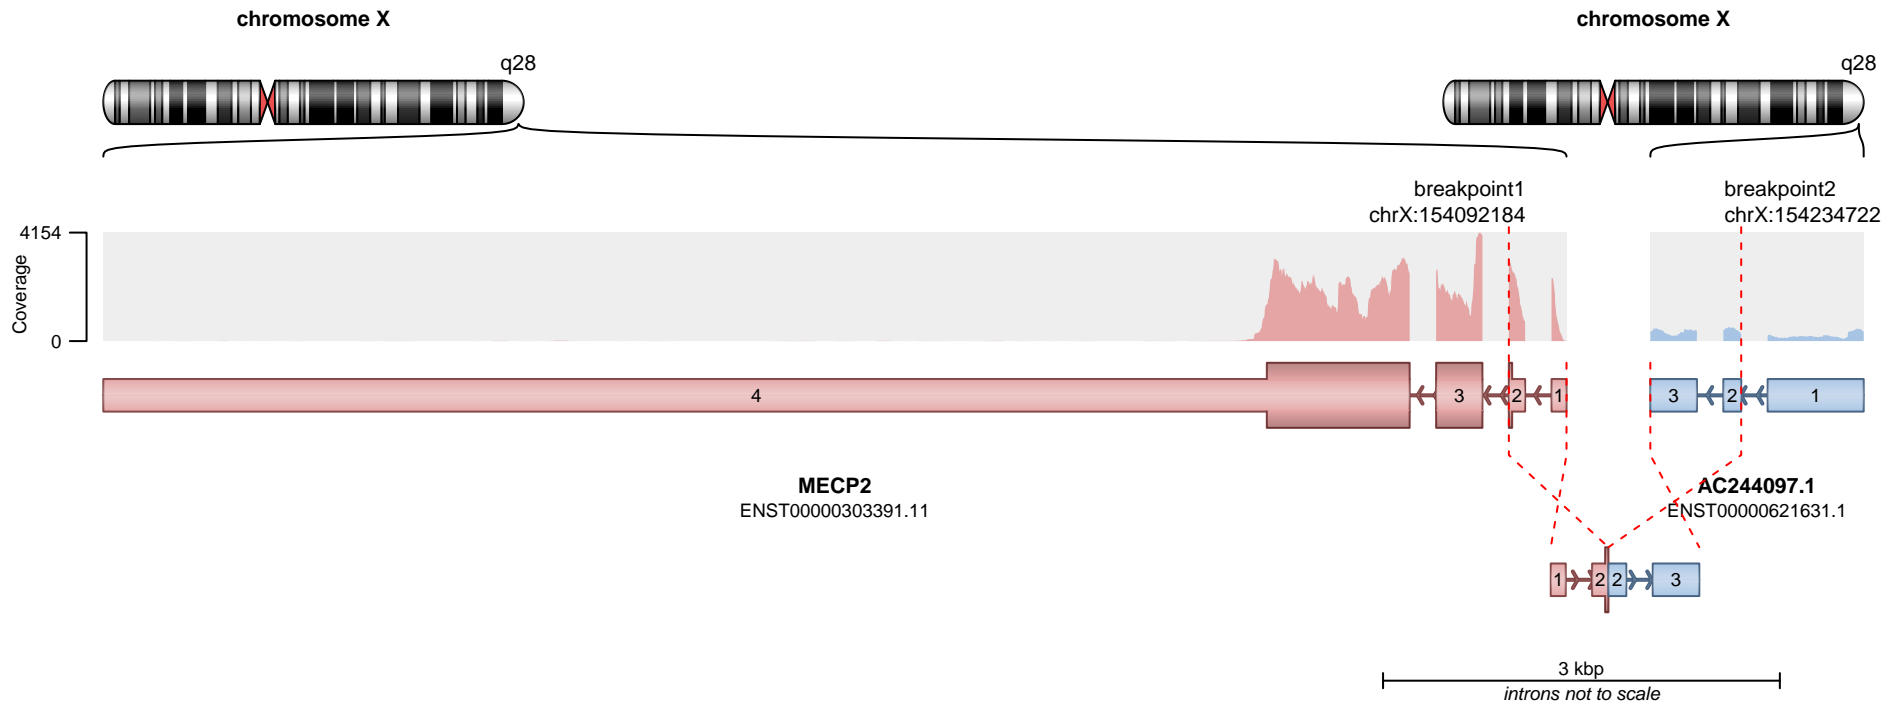 chromosome X
chromosome X
q28
q28
breakpoint1
chrX:154092184
breakpoint2
chrX:154234722
4154
Coverage
0
4
3
2
1
3
2
1
MECP2
ENST00000303391.11
AC244097.1
ENST00000621631.1
1
2
2
3
3 kbp
introns not to scale